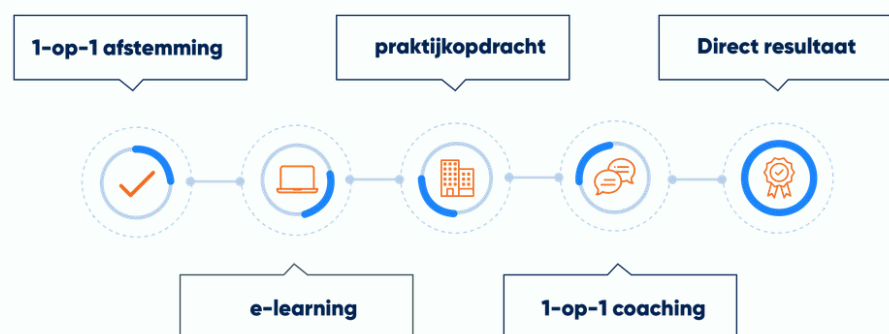 1-op-1 afstemming
praktijkopdracht
Direct resultaat
e-learning
1-op-1 coaching